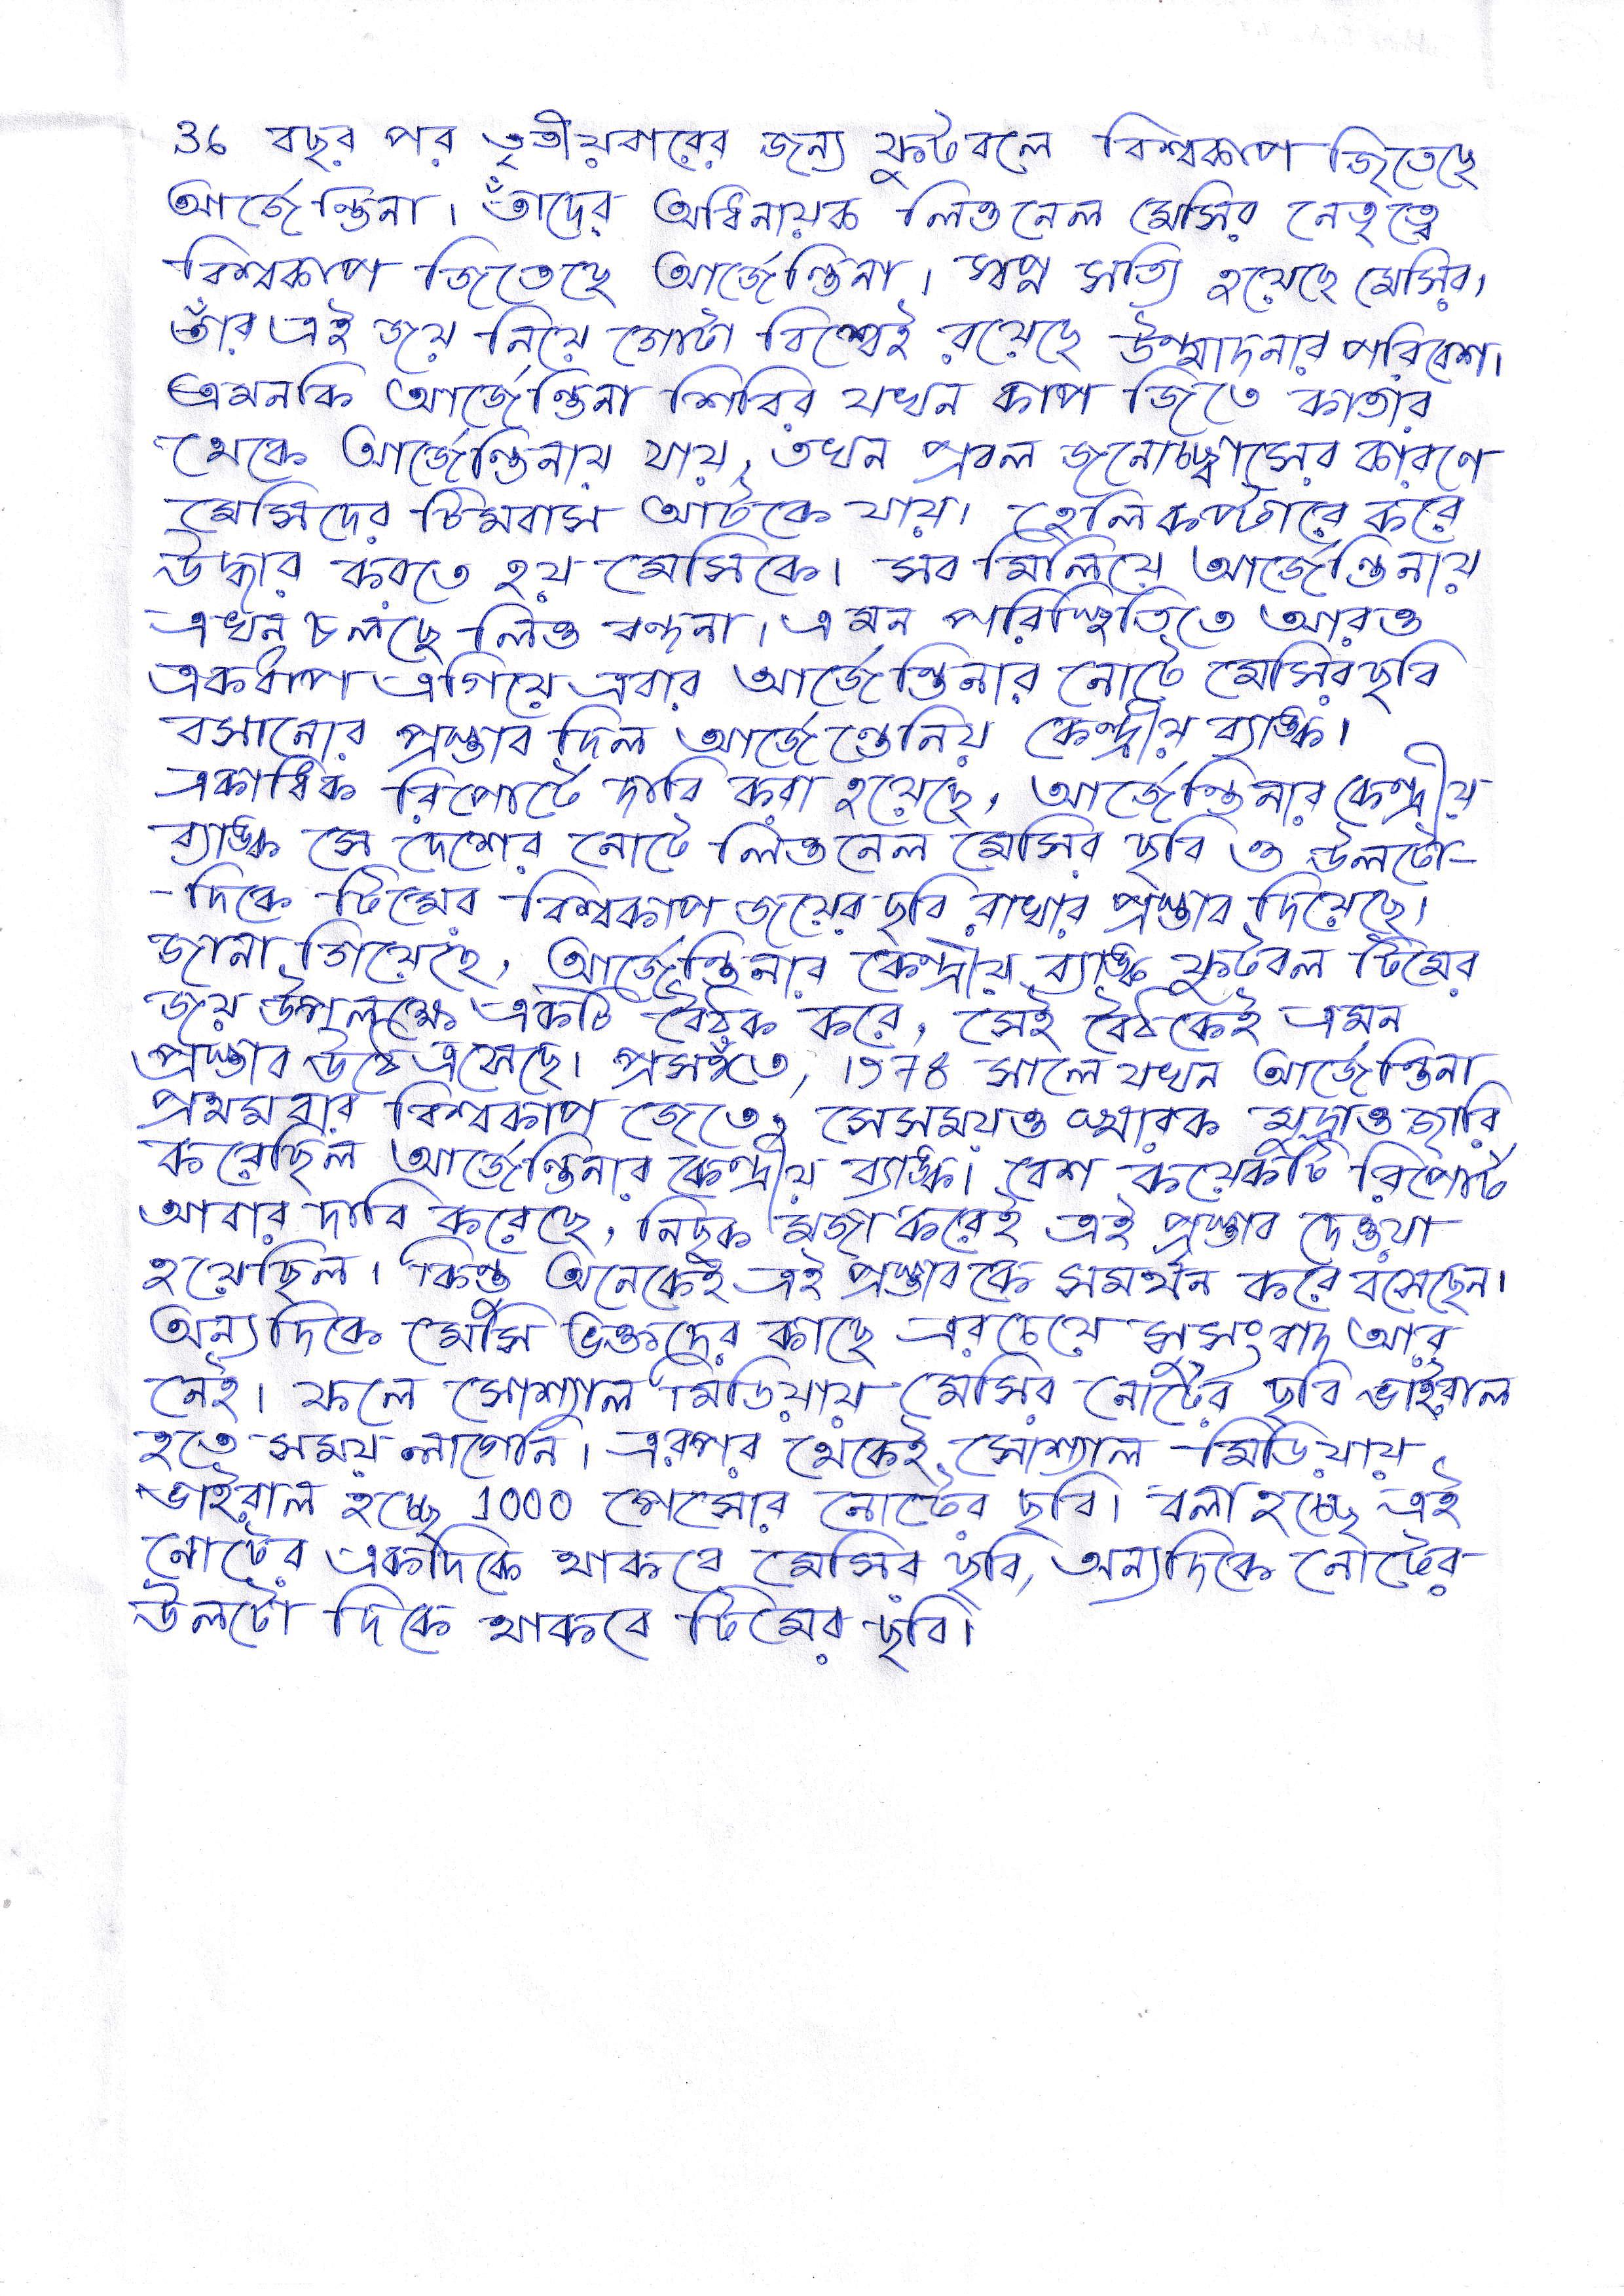 36 বছর পর তৃতীয়বারের জন্য ফুটবলে বিশ্বকাপ জিতেছে
আর্জেন্তিনা। তাঁদের অধিনায়ক লিওনেল মেসির নেতৃত্বে
বিশ্বকাপ জিতেছে আর্জেন্তিনা। স্বপ্ন সত্যি হয়েছে মেসির।
তাঁর এই জয় নিয়ে গোটা বিশ্বেই রয়েছে উন্মাদনার পরিবেশ।
এমনকি আর্জেন্তিনা শিবির যখন কাপ জিতে কাতার
থেকে আর্জেন্তিনায় যায়, তখন প্রবল জনোচ্ছ্বাসের কারণে
মেসিদের টিমবাস আটকে যায়। হেলিকপ্টারে করে
উদ্ধার করতে হয় মেসিকে। সব মিলিয়ে আর্জেন্তিনায়
এখন চলছে লিও বন্দনা। এমন পরিস্থিতিতে আরও
একধাপ এগিয়ে এবার আর্জেন্তিনার নোটে মেসির ছবি
বসানোর প্রস্তাব দিল আর্জেন্তেনিয় কেন্দ্রীয় ব্যাঙ্ক।
একাধিক রিপোর্টে দাবি করা হয়েছে, আর্জেন্তিনার কেন্দ্রীয়
ব্যাঙ্ক সে দেশের নোটে লিওনেল মেসির ছবি ও উলটো-
-দিকে টিমের বিশ্বকাপ জয়ের ছবি রাখার প্রস্তাব দিয়েছে।
জানা গিয়েছে, আর্জেন্তিনার কেন্দ্রীয় ব্যাঙ্ক ফুটবল টিমের
জয় উপলক্ষে একটি বৈঠক করে, সেই বৈঠকেই এমন
প্রস্তাব উঠে এসেছে। প্রসঙ্গতে, 1978 সালে যখন আর্জেন্তিনা
প্রথমবার বিশ্বকাপ জেতে, সেসময়ও স্মারক মুদ্রাও জারি
করেছিল আর্জেন্তিনার কেন্দ্রীয় ব্যাঙ্ক। বেশ কয়েকটি রিপোর্ট
আবার দাবি করেছে, নিছক মজা করেই এই প্রস্তাব দেওয়া
হয়েছিল। কিন্তু অনেকেই এই প্রস্তাবকে সমর্থন করে বসেছেন।
অন্যদিকে মেসি ভক্তদের কাছে এরচেয়ে সুসংবাদ আর
নেই। ফলে সোশ্যাল মিডিয়ায় মেসির নোটের ছবি ভাইরাল
হতে সময় লাগেনি। এরপর থেকেই সোশ্যাল মিডিয়ায়
ভাইরাল হচ্ছে 1000 পেসোর নোটের ছবি। বলা হচ্ছে এই
নোটের একদিকে থাকবে মেসির ছবি, অন্যদিকে নোটের
উলটো দিকে থাকবে টিমের ছবি।